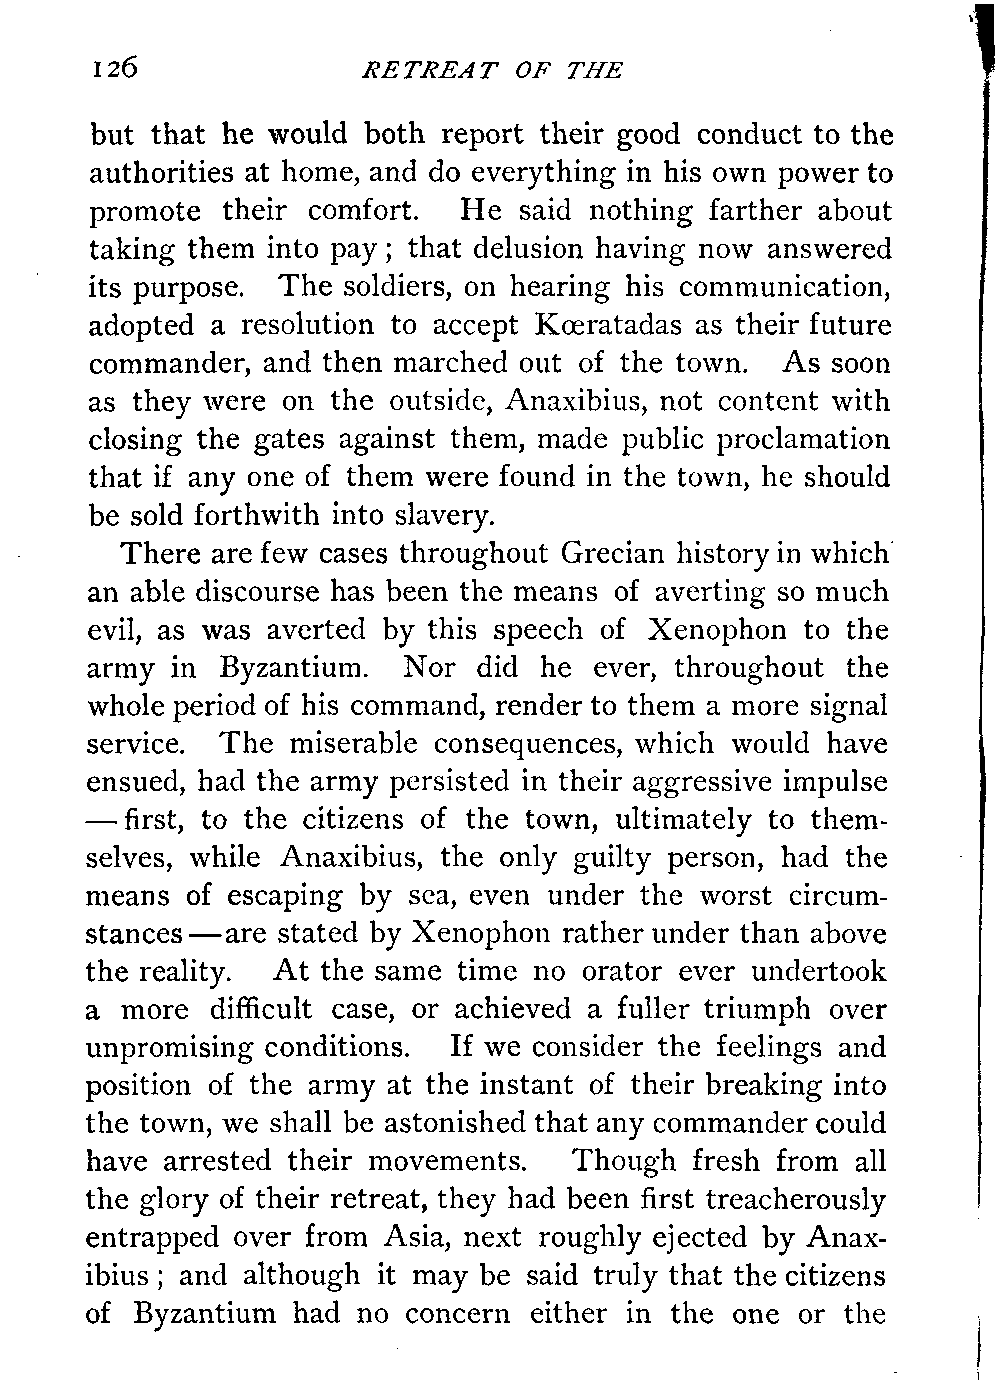 126 RETREAT OF THE
but that he would both report their good conduct to the
authorities at home, and do everything in his own power to
promote their comfort. He said nothing farther about
taking them into pay ; that delusion having now answered
its purpose. The soldiers, on hearing his communication,
adopted a resolution to accept Kœratadas as their future
commander, and then marched out of the town. As soon
as they were on the outside, Anaxibius, not content with
closing the gates against them, made public proclamation
that if any one of them were found in the town, he should
be sold forthwith into slavery.
There are few cases throughout Grecian history in which
an able discourse has been the means of averting so much
evil, as was averted by this speech of Xenophon to the
army in Byzantium. Nor did he ever, throughout the
whole period of his command, render to them a more signal
service. The miserable consequences, which would have
ensued, had the army persisted in their aggressive impulse
— first, to the citizens of the town, ultimately to them-
selves, while Anaxibius, the only guilty person, had the
means of escaping by sea, even under the worst circum-
stances — are stated by Xenophon rather under than above
the reality. At the same time no orator ever undertook
a more difficult case, or achieved a fuller triumph over
unpromising conditions. If we consider the feelings and
position of the army at the instant of their breaking into
the town, we shall be astonished that any commander could
have arrested their movements. Though fresh from all
the glory of their retreat, they had been first treacherously
entrapped over from Asia, next roughly ejected by Anax-
ibius ; and although it may be said truly that the citizens
of Byzantium had no concern either in the one or the